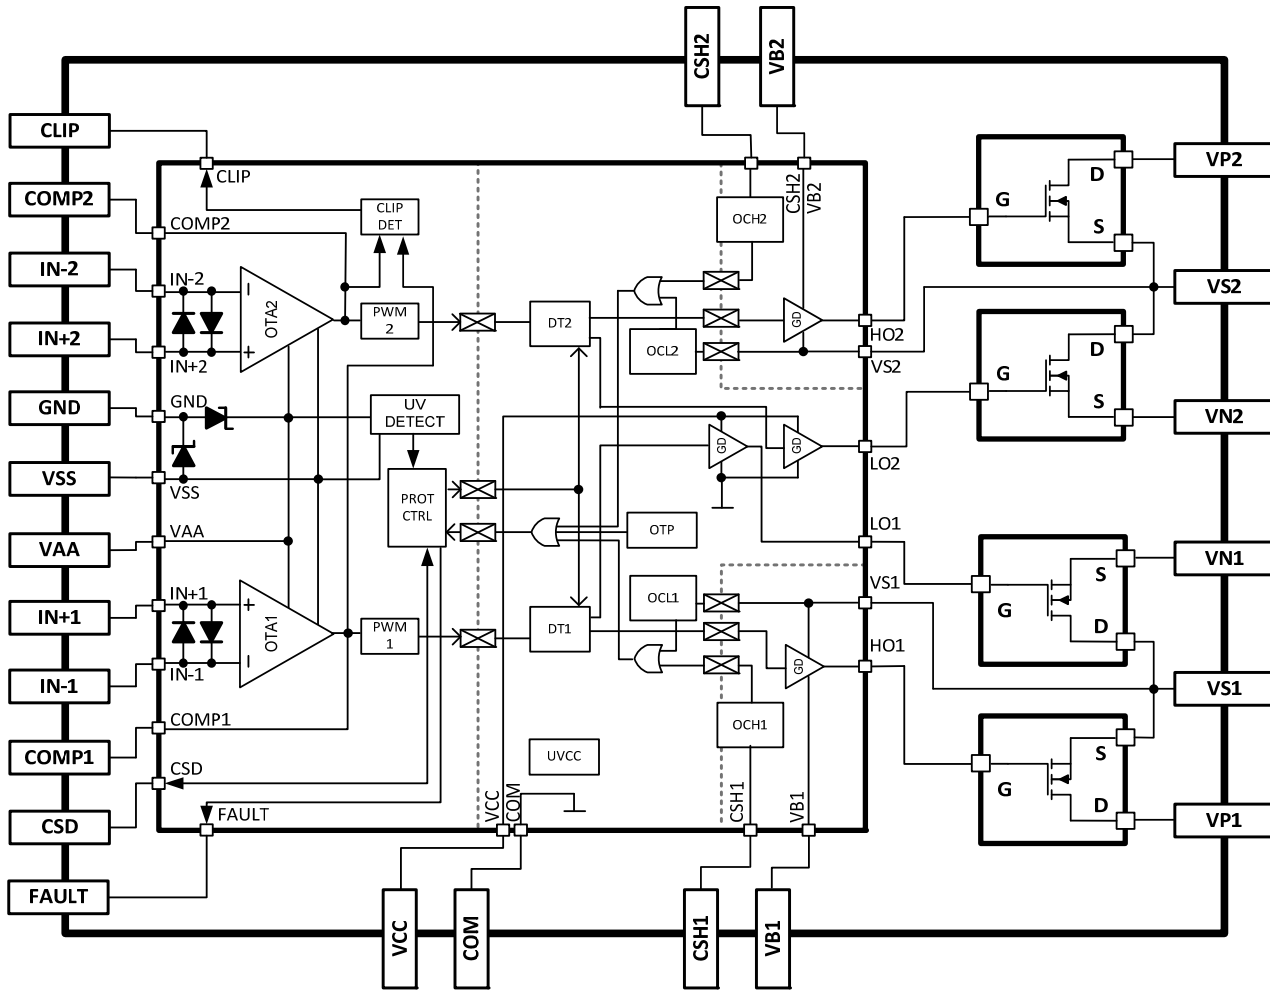 CSH2
VB2
CLIP
COMP2
IN-2
IN+2
GND
VSS
VAA
IN+1
IN-1
COMP1
CSD
FAULT
CLIP
COMP2
IN-2
IN+2
GND
VSS
VAA
IN+1
IN-1
COMP1
CSD
FAULT
CLIP
DET
OTA2
PWM
2
UV
DETECT
PROT
CTRL
OTA1
PWM
1
DT2
DT1
UVCC
VCC
COM
OCH2
CSH2
VB2
OCL2
GD
GD
GD
OTP
OCL1
GD
OCH1
CSH1
VB1
HO2
VS2
LO2
LO1
VS1
HO1
G
D
S
G
D
S
G
S
D
G
S
D
VP2
VS2
VN2
VN1
VS1
VP1
VCC
COM
CSH1
VB1